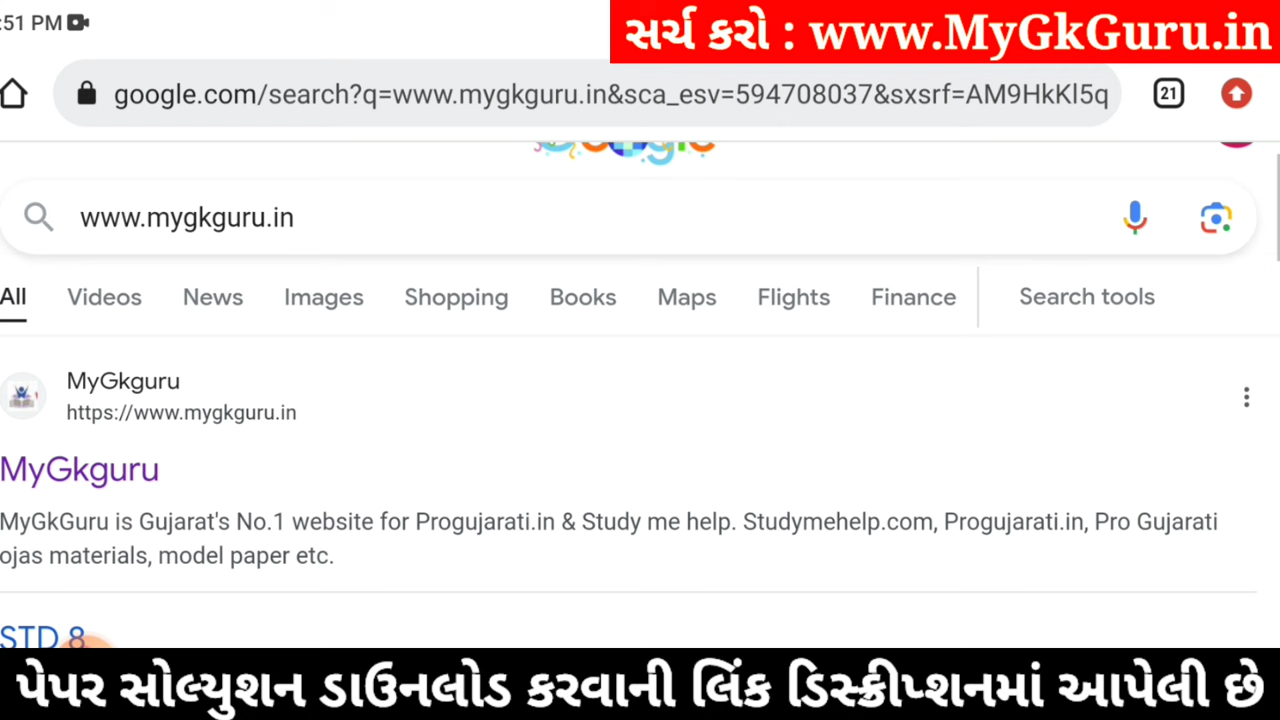 :51 PM
સર્ચ કરો : www.MyGkGuru.in
google.com/search?q=www.mygkguru.in&sca_esv=594708037&sxsrf=AM9HkKl5q
21
www.mygkguru.in
All Videos News Images Shopping Books Maps Flights Finance Search tools
MyGkguru
https://www.mygkguru.in
MyGkguru
MyGkGuru is Gujarat's No.1 website for Progujarati.in & Study me help. Studymehelp.com, Progujarati.in, Pro Gujarati
ojas materials, model paper etc.
STD 8
પેપર સોલ્યુશન ડાઉનલોડ કરવાની લિંક ડિસ્ક્રીપ્શનમાં આપેલી છે